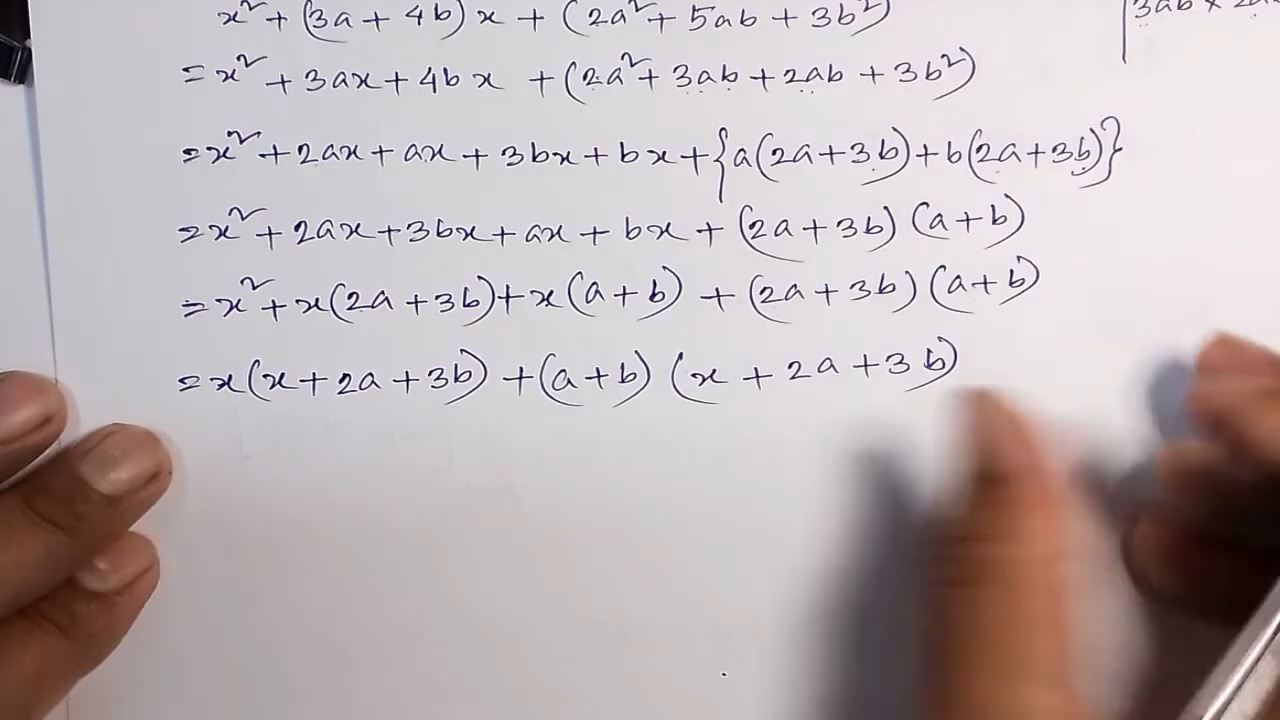 x² + (3a + 4b) x + (2a² + 5ab + 3b²)
3ab ×
= x² + 3ax + 4bx + (2a² + 3ab + 2ab + 3b²)
= x² + 2ax + ax + 3bx + bx + {a(2a + 3b) + b(2a + 3b)}
= x² + 2ax + 3bx + ax + bx + (2a + 3b) (a + b)
= x² + x(2a + 3b) + x(a + b) + (2a + 3b) (a + b)
= x(x + 2a + 3b) + (a + b) (x + 2a + 3b)